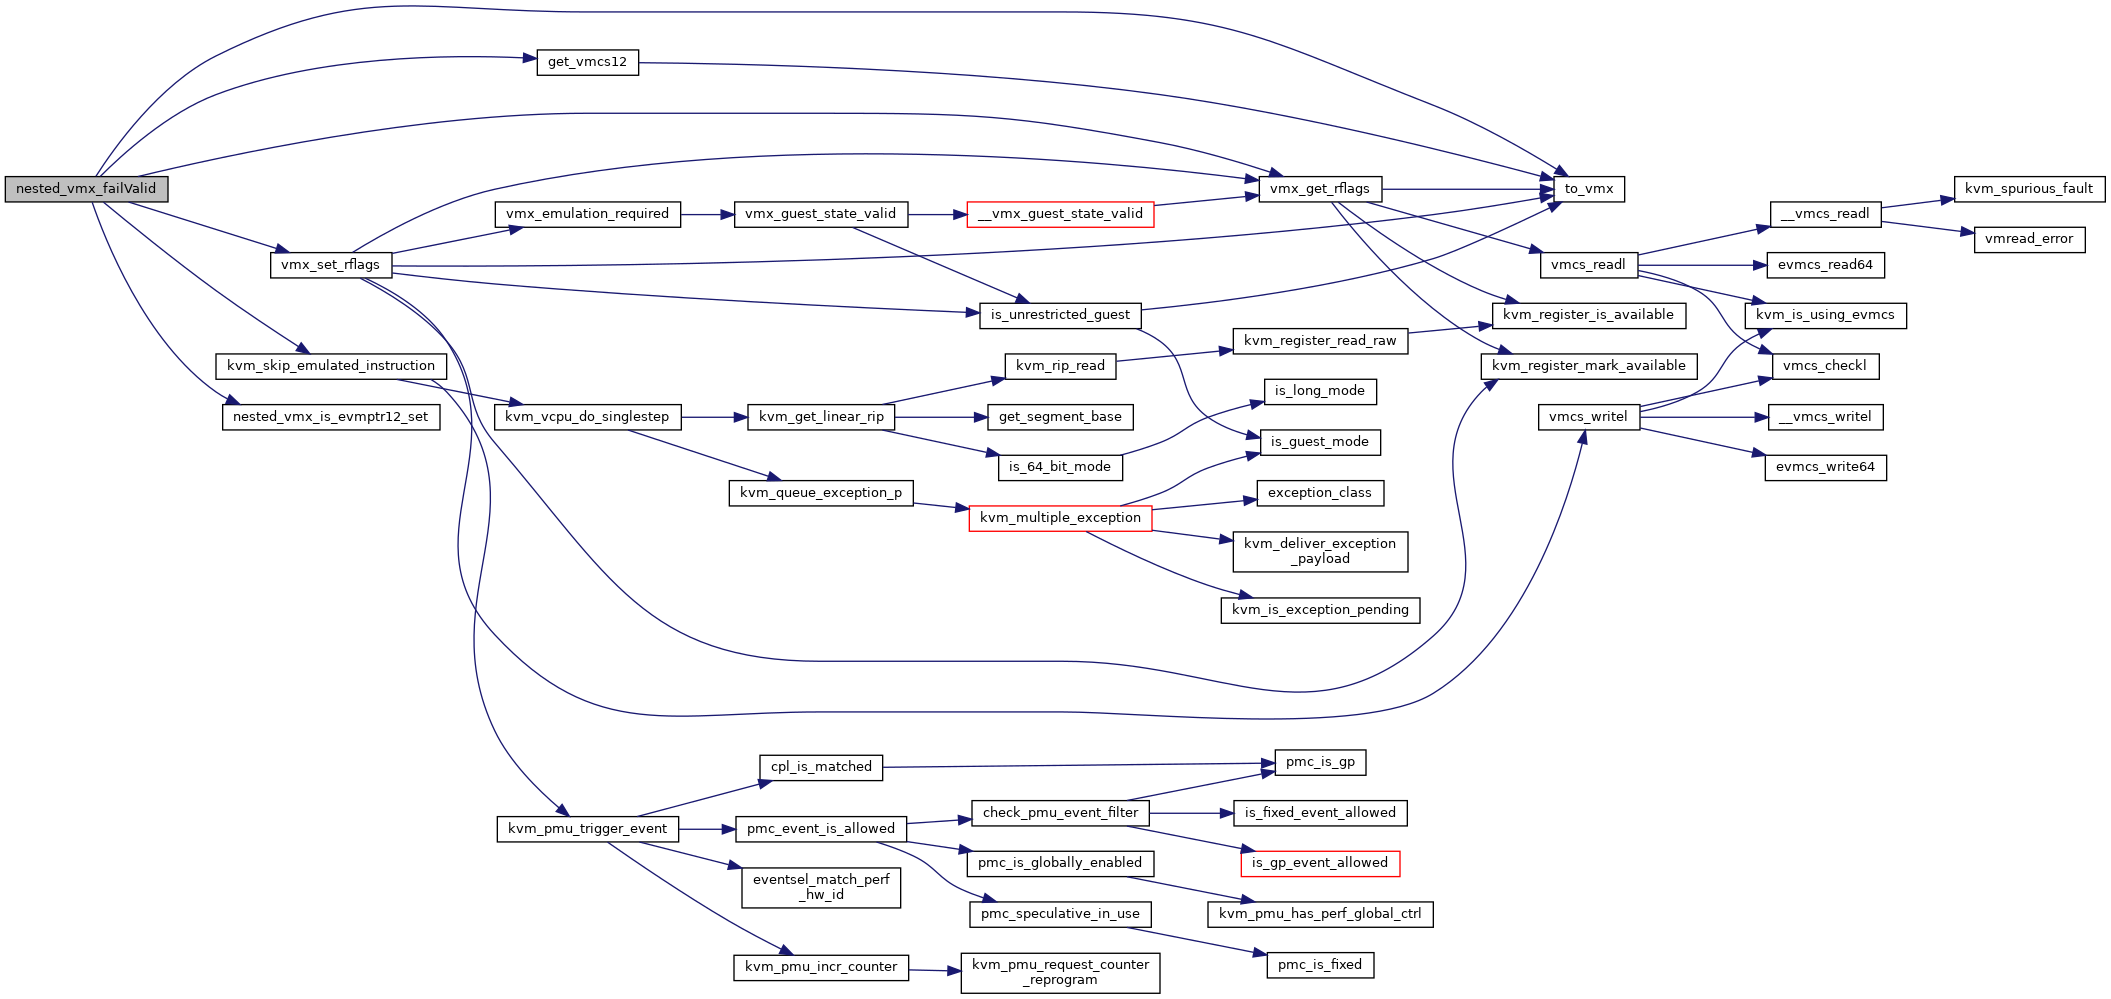 nested_vmx_failValid
get_vmcs12
vmx_set_rflags
kvm_skip_emulated_instruction
nested_vmx_is_evmptr12_set
vmx_emulation_required
kvm_vcpu_do_singlestep
kvm_pmu_trigger_event
vmx_guest_state_valid
kvm_get_linear_rip
kvm_queue_exception_p
cpl_is_matched
pmc_event_is_allowed
eventsel_match_perf
_hw_id
kvm_pmu_incr_counter
__vmx_guest_state_valid
is_unrestricted_guest
kvm_rip_read
get_segment_base
is_64_bit_mode
kvm_multiple_exception
check_pmu_event_filter
pmc_is_globally_enabled
pmc_speculative_in_use
kvm_pmu_request_counter
_reprogram
vmx_get_rflags
kvm_register_read_raw
is_long_mode
is_guest_mode
exception_class
kvm_deliver_exception
_payload
kvm_is_exception_pending
pmc_is_gp
is_fixed_event_allowed
is_gp_event_allowed
kvm_pmu_has_perf_global_ctrl
pmc_is_fixed
to_vmx
vmcs_readl
kvm_register_is_available
kvm_register_mark_available
vmcs_writel
__vmcs_readl
evmcs_read64
kvm_is_using_evmcs
vmcs_checkl
__vmcs_writel
evmcs_write64
kvm_spurious_fault
vmread_error